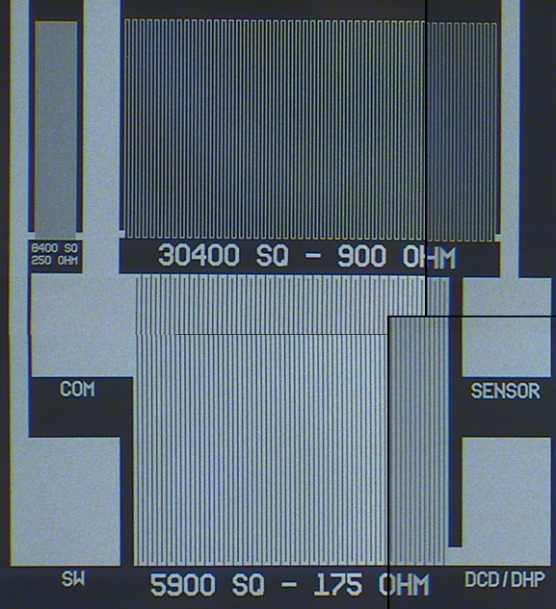 8400 SQ
250 OHM
30400 SQ - 900 OHM
COM
SENSOR
SW
5900 SQ - 175 OHM
DCD/DHP